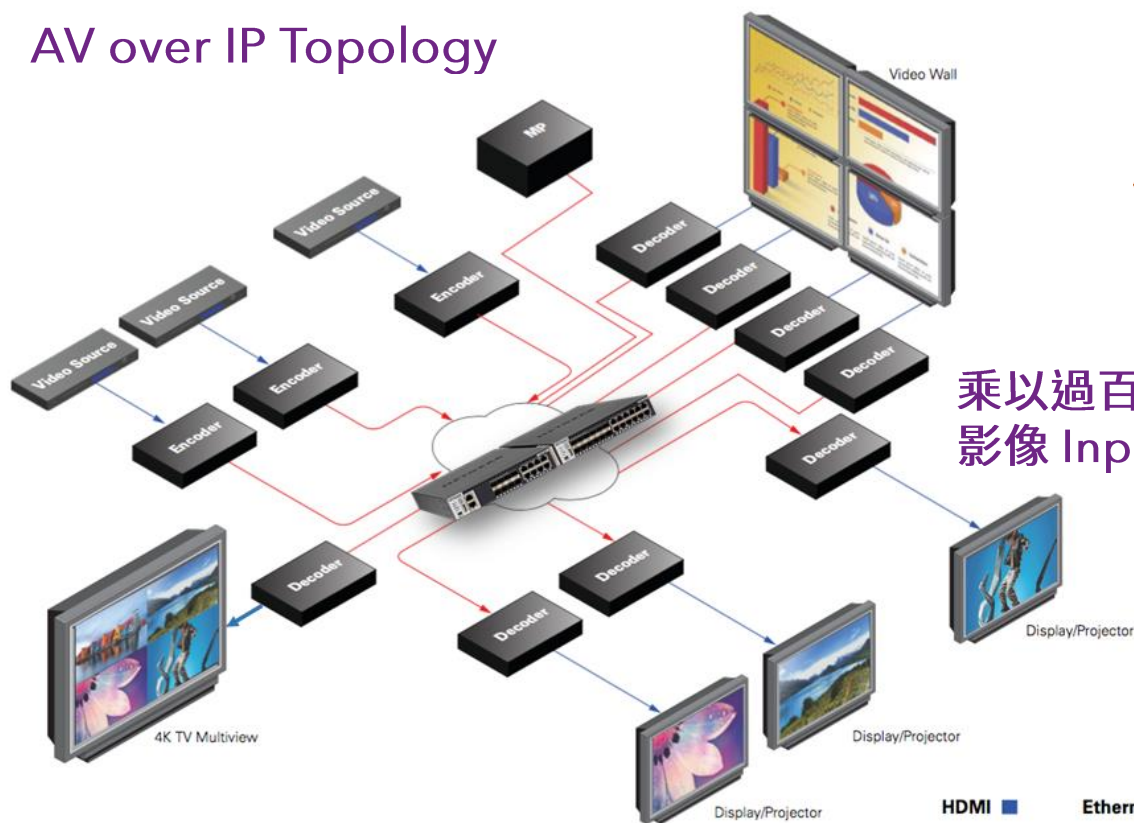 AV over IP Topology
Video Wall
MP
Video Source
Decoder
Encoder
Decoder
Video Source
Decoder
Video Source
Encoder
Decoder
乘以過百
影像 Inp
Encoder
Decoder
Decoder
Decoder
Decoder
Display/Projector
4K TV Multiview
Display/Projector
Display/Projector
HDMI
Ethern